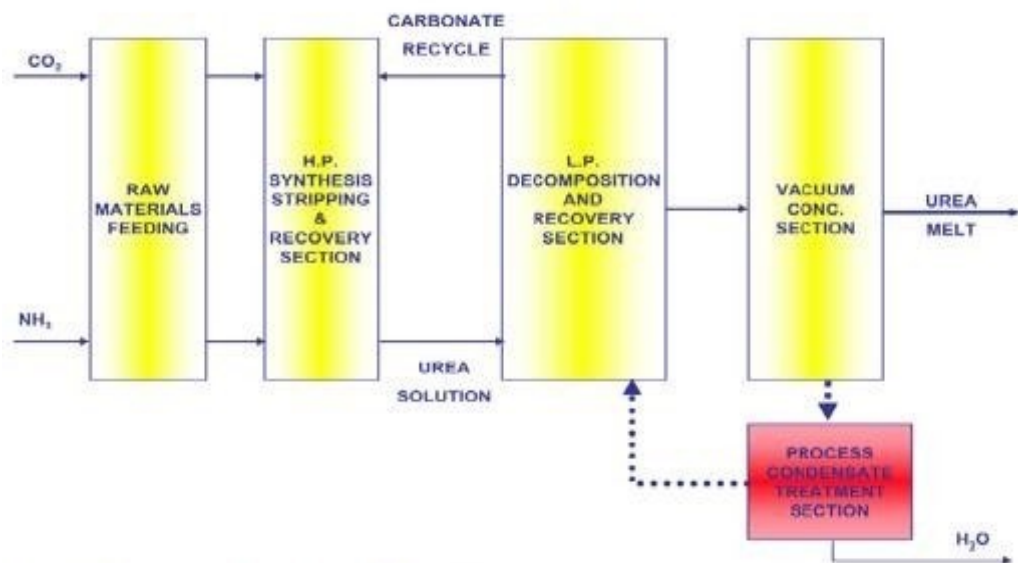 CARBONATE
RECYCLE
CO₂
RAW
MATERIALS
FEEDING
H.P.
SYNTHESIS
STRIPPING
&
RECOVERY
SECTION
L.P.
DECOMPOSITION
AND
RECOVERY
SECTION
VACUUM
CONC.
SECTION
UREA
MELT
NH₃
UREA
SOLUTION
PROCESS
CONDENSATE
TREATMENT
SECTION
H₂O